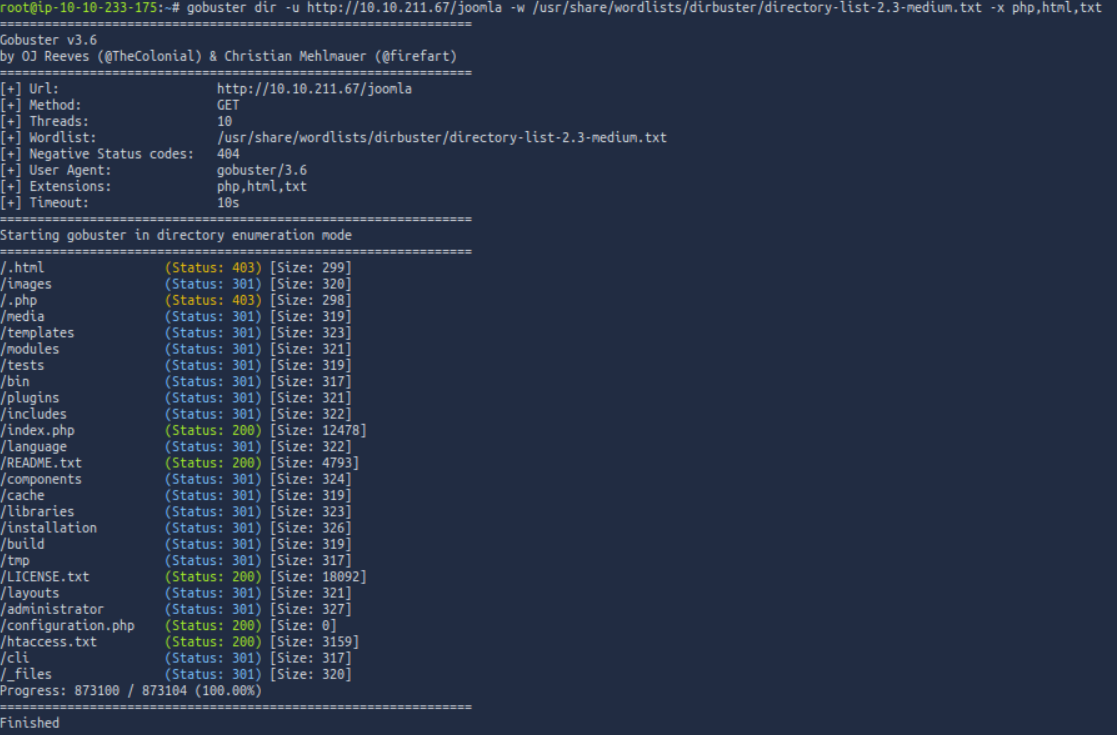 root@ip-10-10-233-175:~# gobuster dir -u http://10.10.211.67/joomla -w /usr/share/wordlists/dirbuster/directory-list-2.3-medium.txt -x php,html,txt
===============================================================
Gobuster v3.6
by OJ Reeves (@TheColonial) & Christian Mehlmauer (@firefart)
===============================================================
[+] Url:                     http://10.10.211.67/joomla
[+] Method:                  GET
[+] Threads:                 10
[+] Wordlist:                /usr/share/wordlists/dirbuster/directory-list-2.3-medium.txt
[+] Negative Status codes:   404
[+] User Agent:              gobuster/3.6
[+] Extensions:              php,html,txt
[+] Timeout:                 10s
===============================================================
Starting gobuster in directory enumeration mode
===============================================================
/.html                (Status: 403) [Size: 299]
/images               (Status: 301) [Size: 320]
/.php                 (Status: 403) [Size: 298]
/media                (Status: 301) [Size: 319]
/templates            (Status: 301) [Size: 323]
/modules              (Status: 301) [Size: 321]
/tests                (Status: 301) [Size: 319]
/bin                  (Status: 301) [Size: 317]
/plugins              (Status: 301) [Size: 321]
/includes             (Status: 301) [Size: 322]
/index.php            (Status: 200) [Size: 12478]
/language             (Status: 301) [Size: 322]
/README.txt           (Status: 200) [Size: 4793]
/components           (Status: 301) [Size: 324]
/cache                (Status: 301) [Size: 319]
/libraries            (Status: 301) [Size: 323]
/installation         (Status: 301) [Size: 326]
/build                (Status: 301) [Size: 319]
/tmp                  (Status: 301) [Size: 317]
/LICENSE.txt          (Status: 200) [Size: 18092]
/layouts              (Status: 301) [Size: 321]
/administrator        (Status: 301) [Size: 327]
/configuration.php    (Status: 200) [Size: 0]
/htaccess.txt         (Status: 200) [Size: 3159]
/cli                  (Status: 301) [Size: 317]
/_files               (Status: 301) [Size: 320]
Progress: 873100 / 873104 (100.00%)
===============================================================
Finished